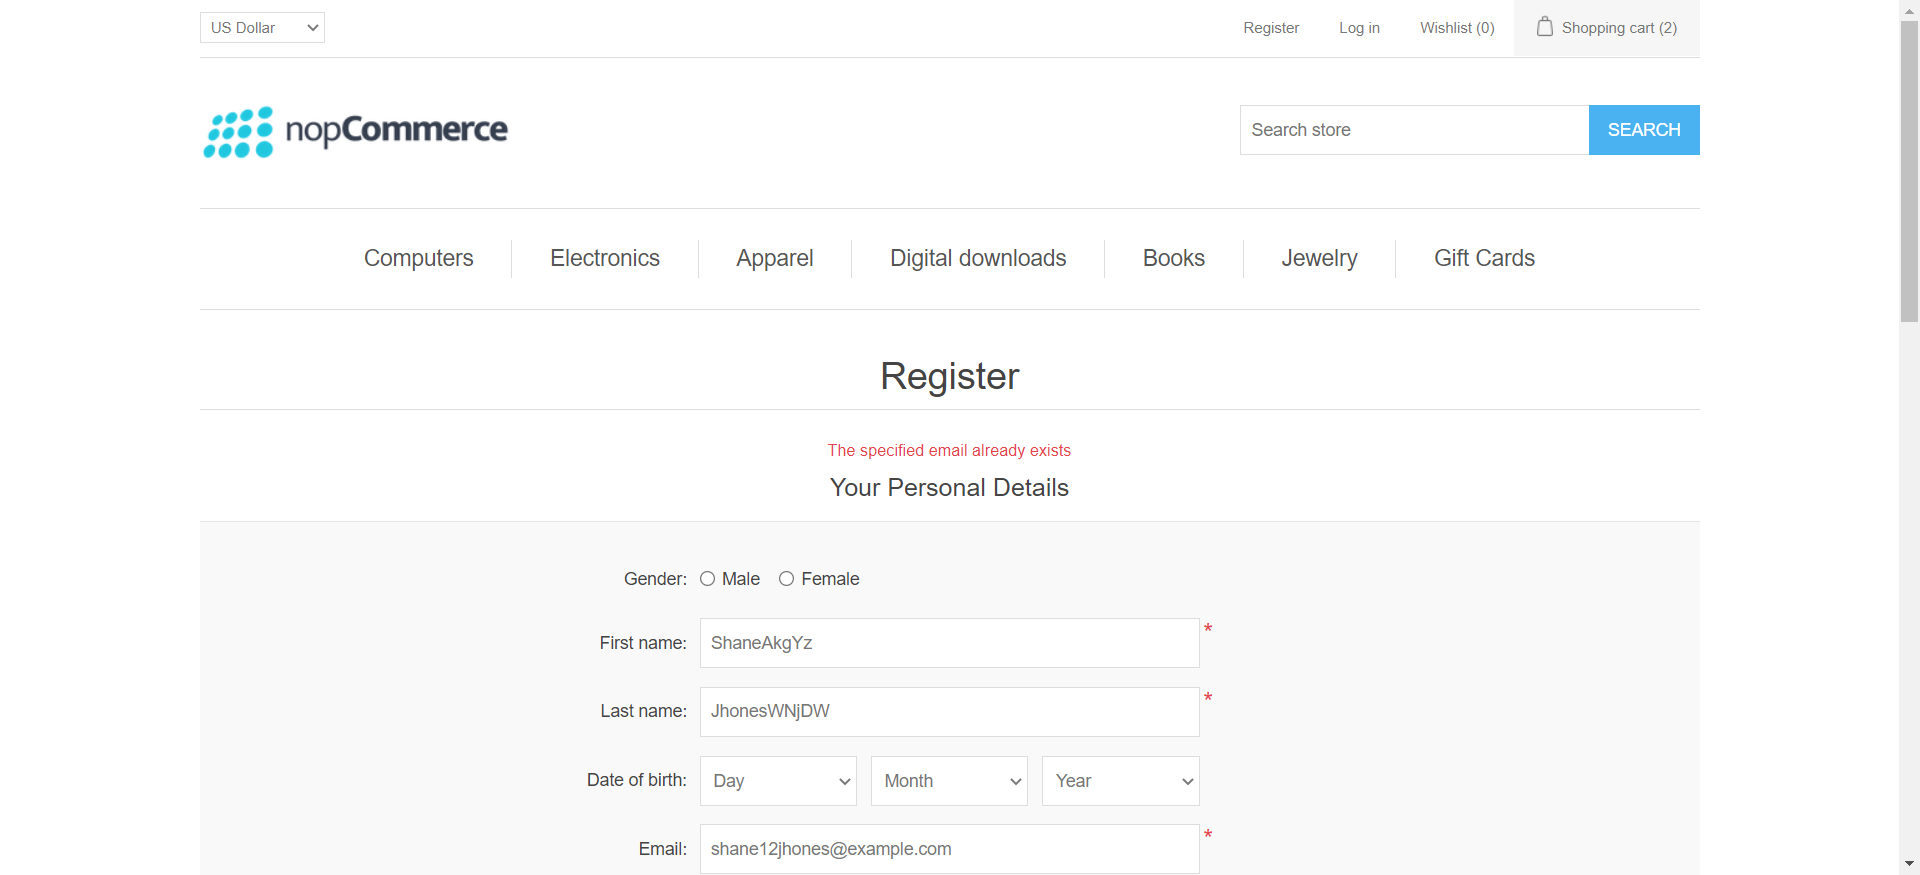 US Dollar Register Log in Wishlist (0) Shopping cart (2)
nopCommerce Search store SEARCH
Computers Electronics Apparel Digital downloads Books Jewelry Gift Cards
Register
The specified email already exists
Your Personal Details
Gender: Male Female
First name: ShaneAkgYz *
Last name: JhonesWNjDW *
Date of birth: Day Month Year
Email: shane12jhones@example.com *